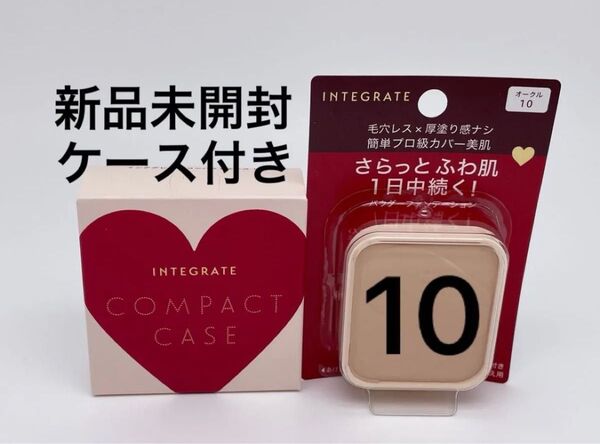 新品未開封
ケース付き
INTEGRATE
COMPACT
CASE
INTEGRATE
オークル
10
毛穴レス×厚塗り感ナシ
簡単プロ級カバー美肌
さらっとふわ肌
1日中続く!
パウダーファンデーション
10